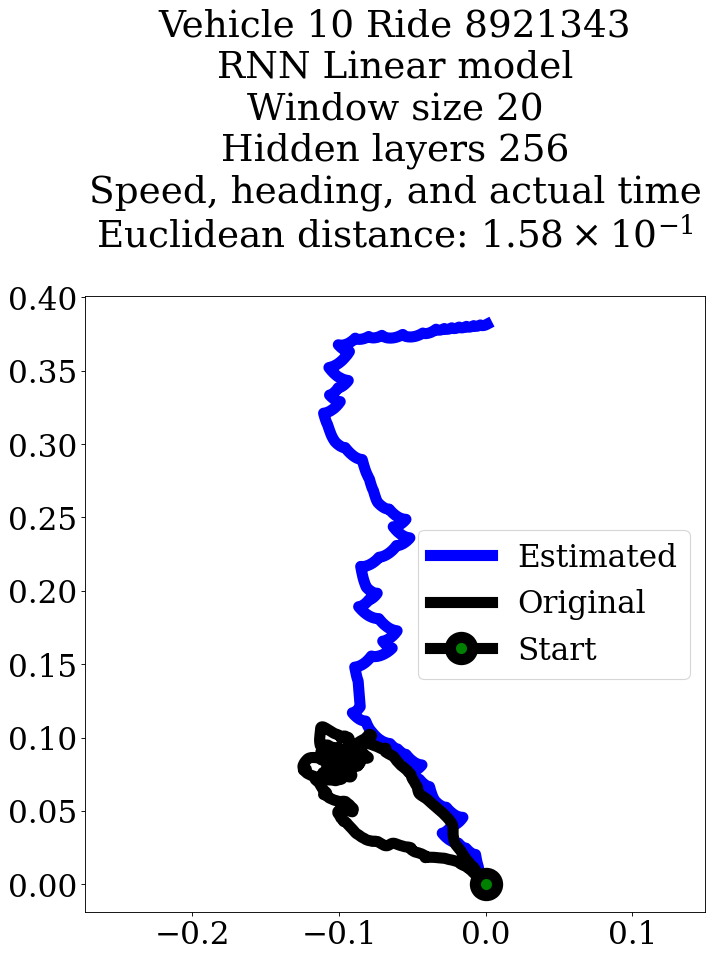 Vehicle 10 Ride 8921343
RNN Linear model
Window size 20
Hidden layers 256
Speed, heading, and actual time
Euclidean distance: 1.58 × 10⁻¹
0.40
0.35
0.30
0.25
0.20
0.15
0.10
0.05
0.00
Estimated
Original
Start
−0.2
−0.1
0.0
0.1